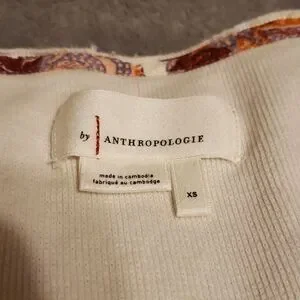 by ANTHROPOLOGIE
made in cambodia
fabriqué au cambodge
XS